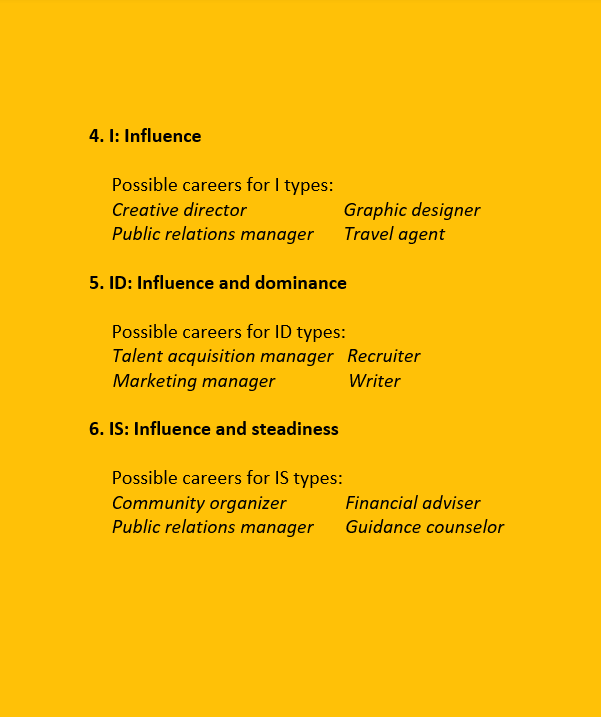 4. I: Influence
Possible careers for I types:
Creative director Graphic designer
Public relations manager Travel agent
5. ID: Influence and dominance
Possible careers for ID types:
Talent acquisition manager Recruiter
Marketing manager Writer
6. IS: Influence and steadiness
Possible careers for IS types:
Community organizer Financial adviser
Public relations manager Guidance counselor